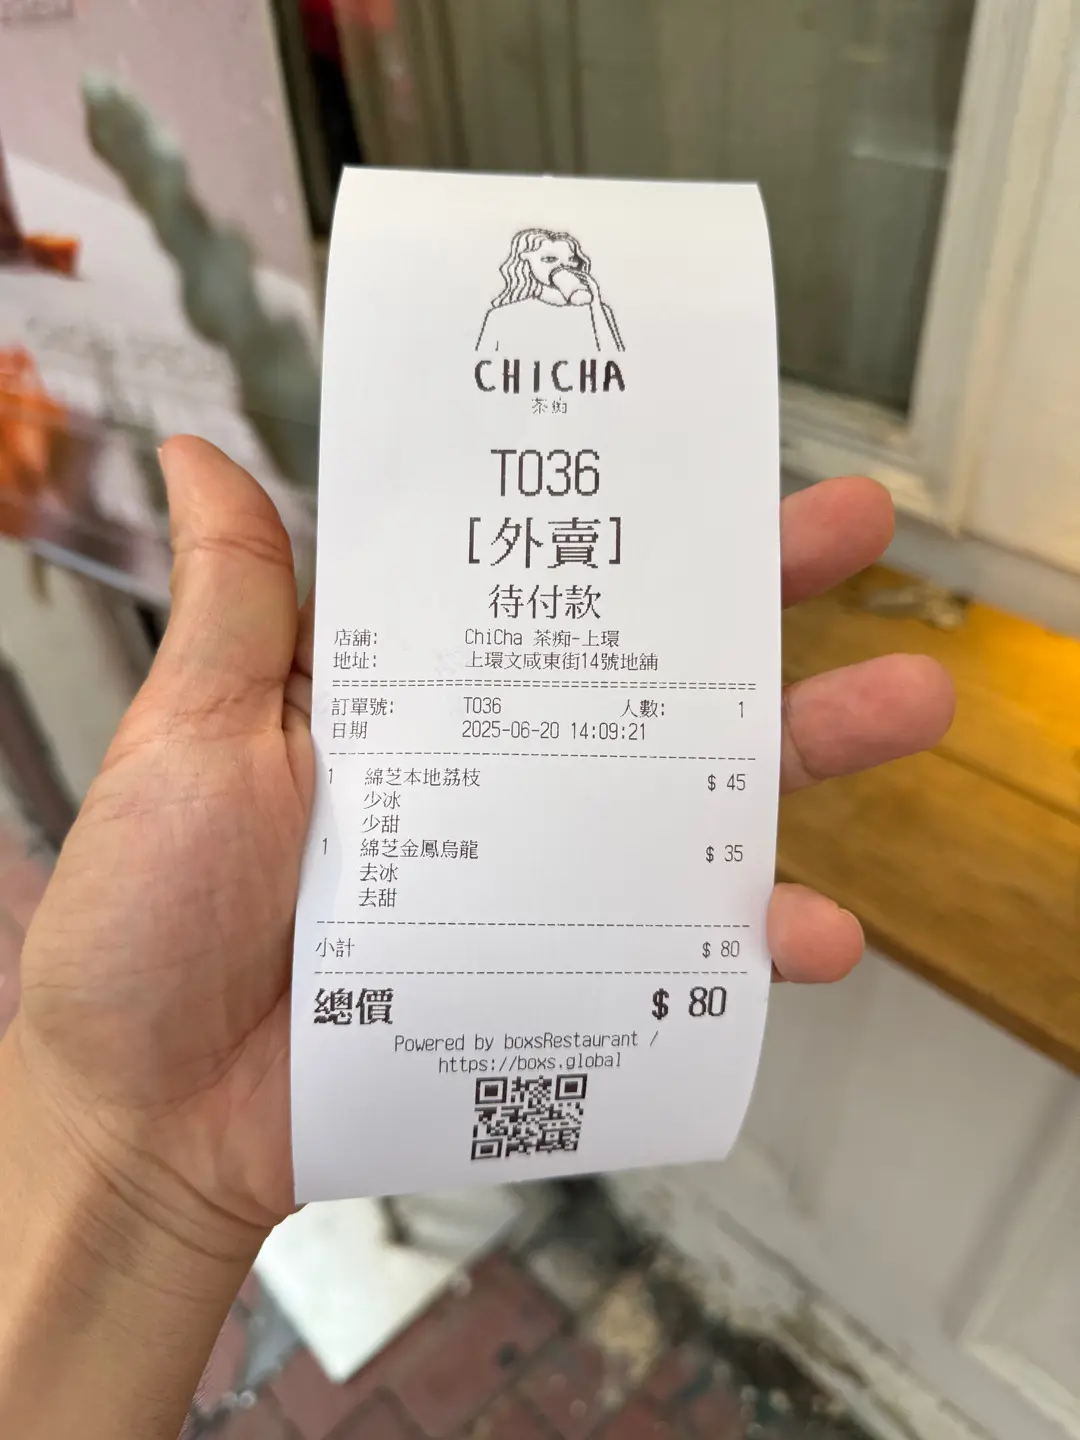 CHICHA
茶痴
T036
[外賣]
待付款
店舖: ChiCha 茶痴-上環
地址: 上環文咸東街14號地舖
訂單號: T036 人數: 1
日期 2025-06-20 14:09:21
1 綿芝本地荔枝 $ 45
少冰
少甜
1 綿芝金鳳烏龍 $ 35
去冰
去甜
小計 $ 80
總價 $ 80
Powered by boxsRestaurant /
https://boxs.global